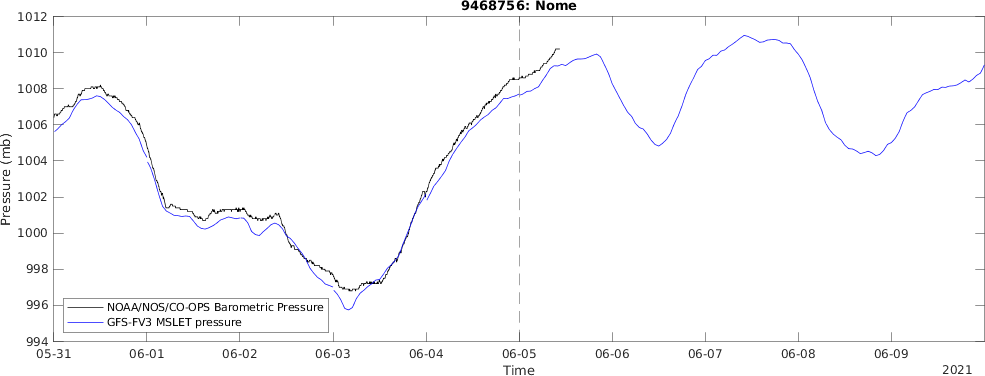 9468756: Nome
1012
1010
1008
1006
1004
1002
1000
998
996
994
Pressure (mb)
NOAA/NOS/CO-OPS Barometric Pressure
GFS-FV3 MSLET pressure
05-31 06-01 06-02 06-03 06-04 06-05 06-06 06-07 06-08 06-09
Time
2021